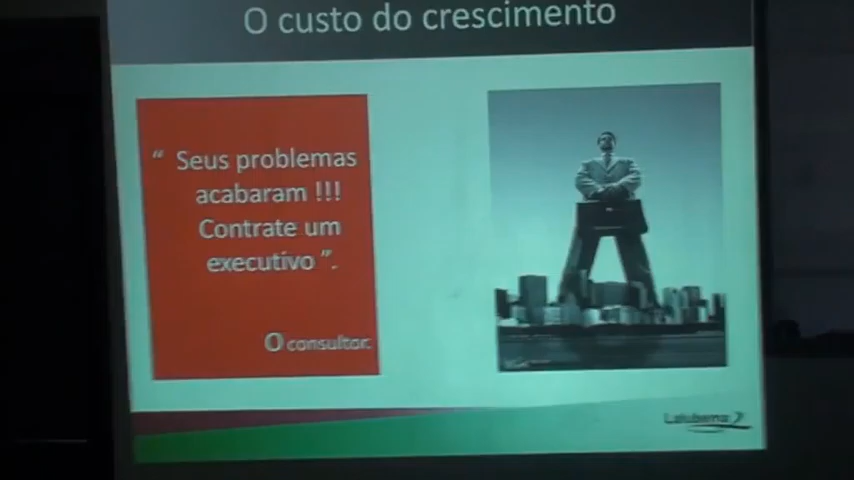 O custo do crescimento
“ Seus problemas
acabaram !!!
Contrate um
executivo ”.
O consultor.